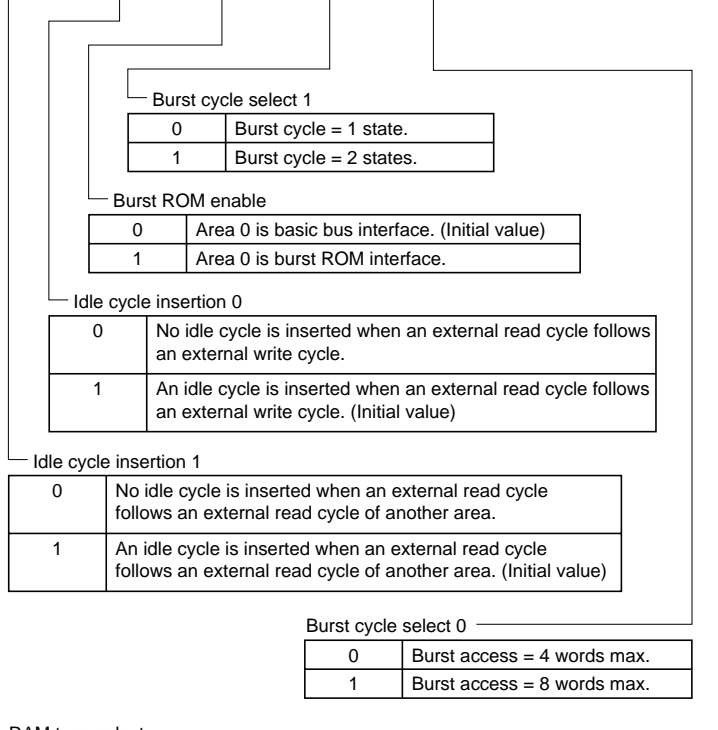 Burst cycle select 1
0 Burst cycle = 1 state.
1 Burst cycle = 2 states.
Burst ROM enable
0 Area 0 is basic bus interface. (Initial value)
1 Area 0 is burst ROM interface.
Idle cycle insertion 0
0 No idle cycle is inserted when an external read cycle follows
an external write cycle.
1 An idle cycle is inserted when an external read cycle follows
an external write cycle. (Initial value)
Idle cycle insertion 1
0 No idle cycle is inserted when an external read cycle
follows an external read cycle of another area.
1 An idle cycle is inserted when an external read cycle
follows an external read cycle of another area. (Initial value)
Burst cycle select 0
0 Burst access = 4 words max.
1 Burst access = 8 words max.